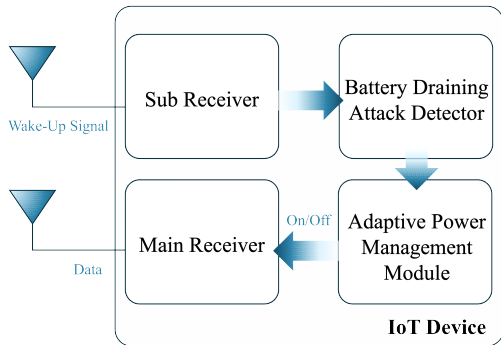 Sub Receiver
Battery Draining
Attack Detector
Wake-Up Signal
On/Off
Main Receiver
Adaptive Power
Management
Module
Data
IoT Device